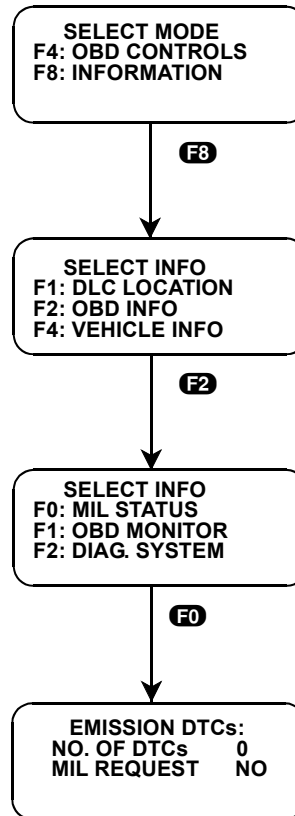 SELECT MODE
F4: OBD CONTROLS
F8: INFORMATION
F8
SELECT INFO
F1: DLC LOCATION
F2: OBD INFO
F4: VEHICLE INFO
F2
SELECT INFO
F0: MIL STATUS
F1: OBD MONITOR
F2: DIAG. SYSTEM
F0
EMISSION DTCs:
NO. OF DTCs 0
MIL REQUEST NO